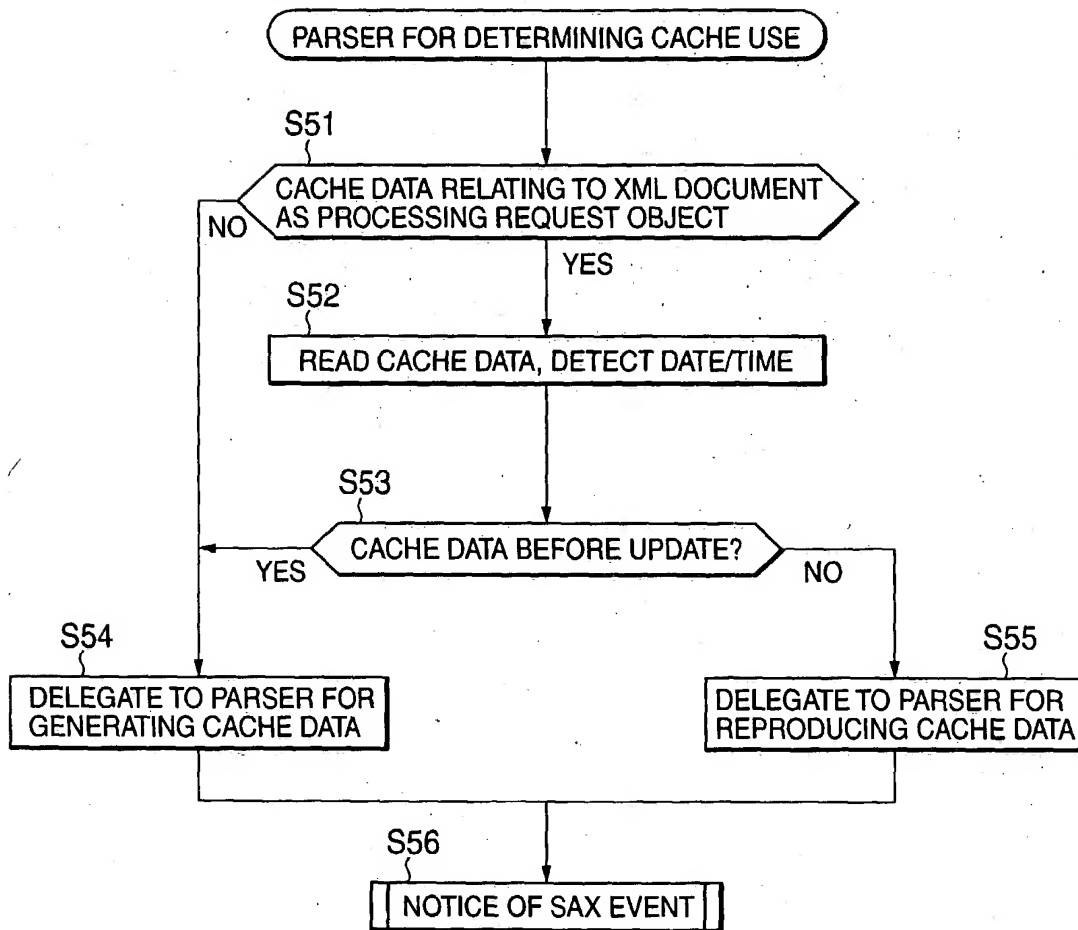 PARSER FOR DETERMINING CACHE USE
S51
CACHE DATA RELATING TO XML DOCUMENT
AS PROCESSING REQUEST OBJECT
NO
YES
S52
READ CACHE DATA, DETECT DATE/TIME
S53
CACHE DATA BEFORE UPDATE?
YES
NO
S54
DELEGATE TO PARSER FOR
GENERATING CACHE DATA
S55
DELEGATE TO PARSER FOR
REPRODUCING CACHE DATA
S56
NOTICE OF SAX EVENT